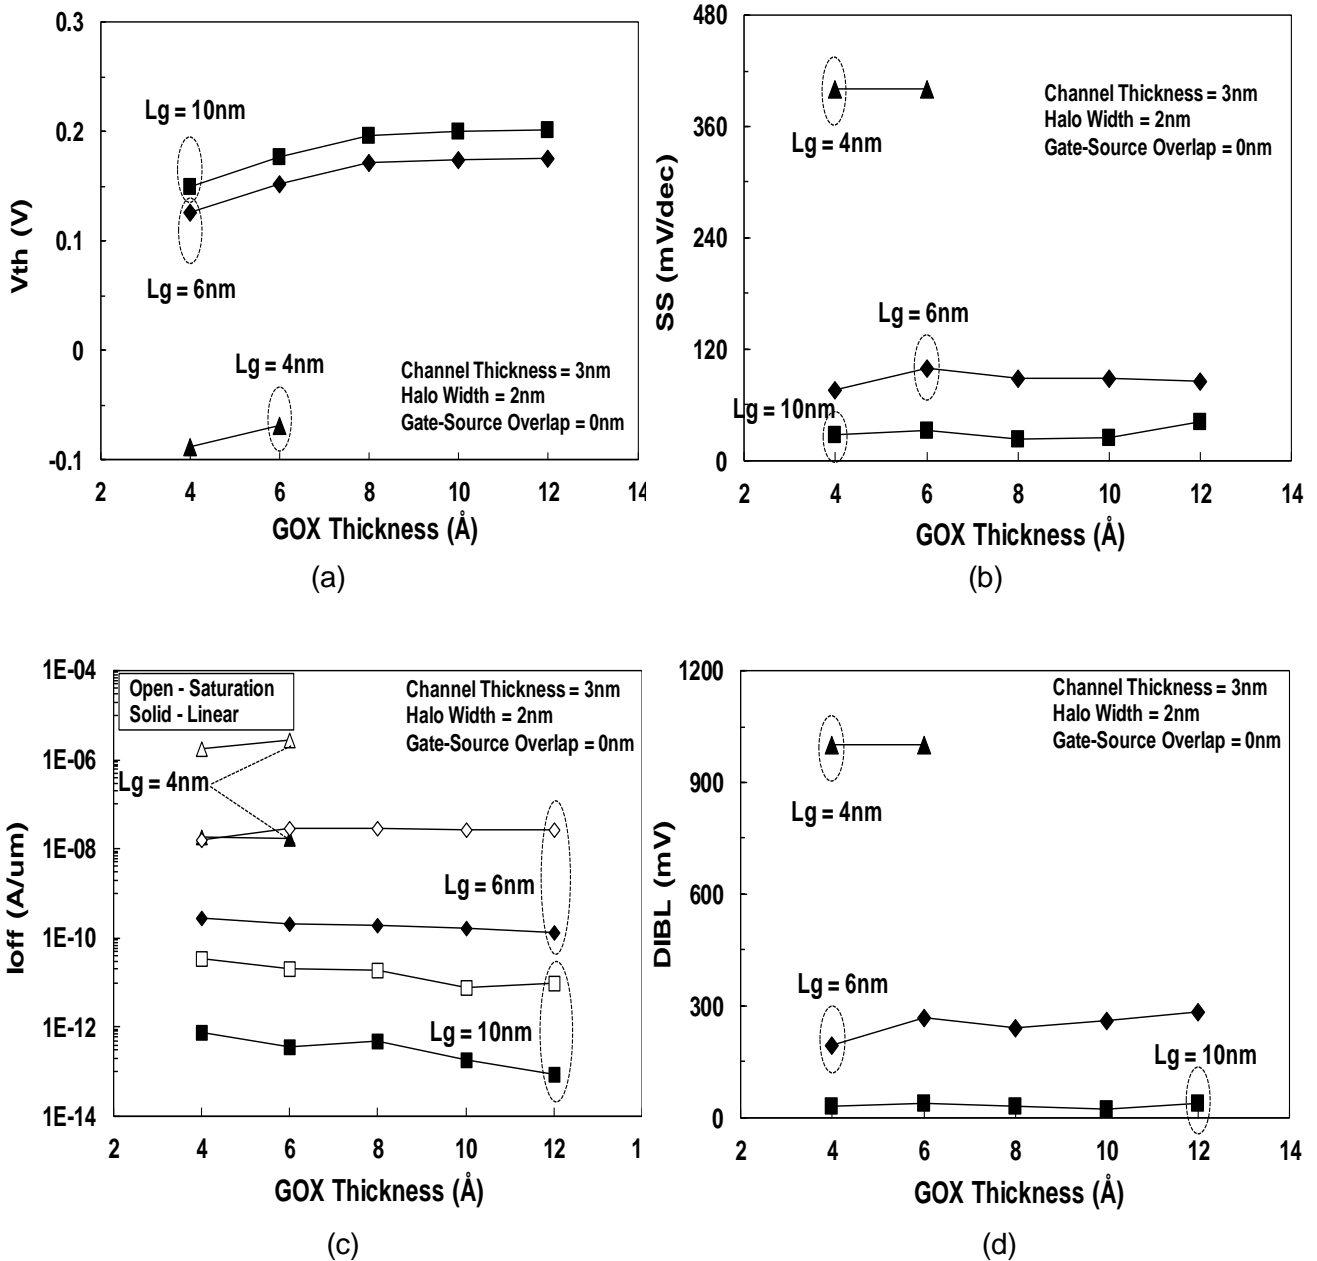 0.3
0.2
0.1
0
-0.1
Vth (V)
Lg = 10nm
Lg = 6nm
Lg = 4nm
Channel Thickness = 3nm
Halo Width = 2nm
Gate-Source Overlap = 0nm
2 4 6 8 10 12 14
GOX Thickness (Å)
(a)
480
360
240
120
0
SS (mV/dec)
Channel Thickness = 3nm
Halo Width = 2nm
Gate-Source Overlap = 0nm
Lg = 4nm
Lg = 6nm
Lg = 10nm
2 4 6 8 10 12 14
GOX Thickness (Å)
(b)
1E-04
1E-06
1E-08
1E-10
1E-12
1E-14
Ioff (A/um)
Open - Saturation
Solid - Linear
Channel Thickness = 3nm
Halo Width = 2nm
Gate-Source Overlap = 0nm
Lg = 4nm
Lg = 6nm
Lg = 10nm
2 4 6 8 10 12 1
GOX Thickness (Å)
(c)
1200
900
600
300
0
DIBL (mV)
Channel Thickness = 3nm
Halo Width = 2nm
Gate-Source Overlap = 0nm
Lg = 4nm
Lg = 6nm
Lg = 10nm
2 4 6 8 10 12 14
GOX Thickness (Å)
(d)